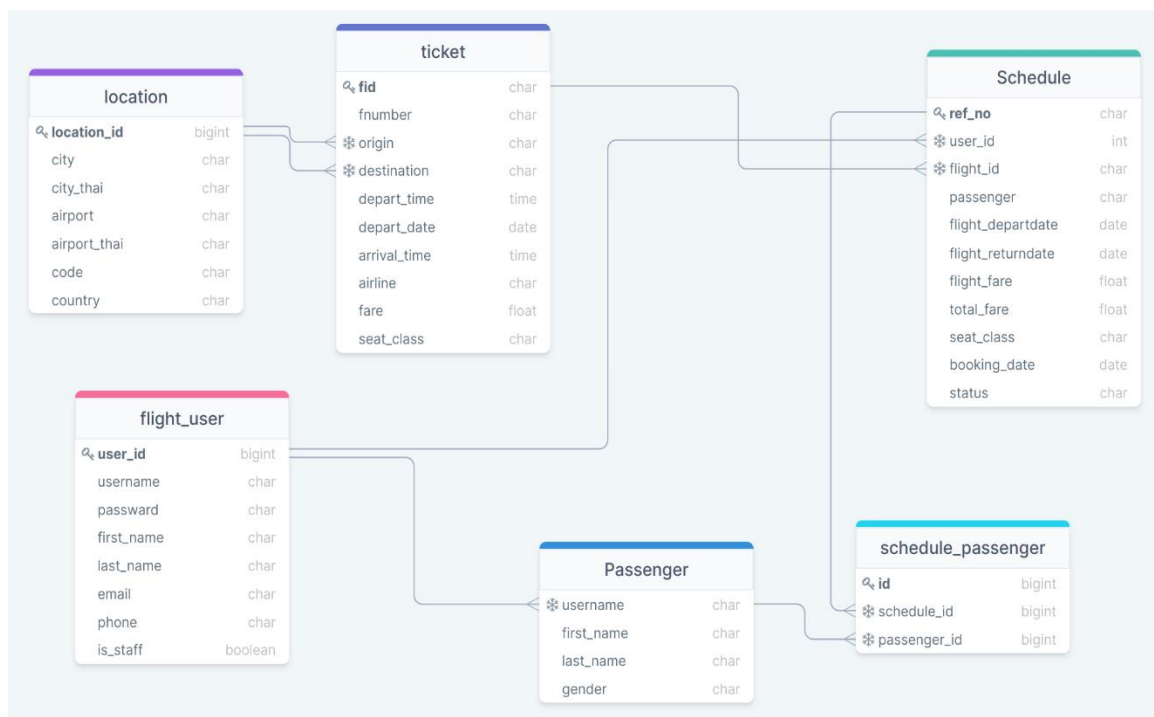 location
location_id bigint
city char
city_thai char
airport char
airport_thai char
code char
country char
ticket
fid char
fnumber char
origin char
destination char
depart_time time
depart_date date
arrival_time time
airline char
fare float
seat_class char
Schedule
ref_no char
user_id int
flight_id char
passenger char
flight_departdate date
flight_returndate date
flight_fare float
total_fare float
seat_class char
booking_date date
status char
flight_user
user_id bigint
username char
passward char
first_name char
last_name char
email char
phone char
is_staff boolean
Passenger
username char
first_name char
last_name char
gender char
schedule_passenger
id bigint
schedule_id bigint
passenger_id bigint